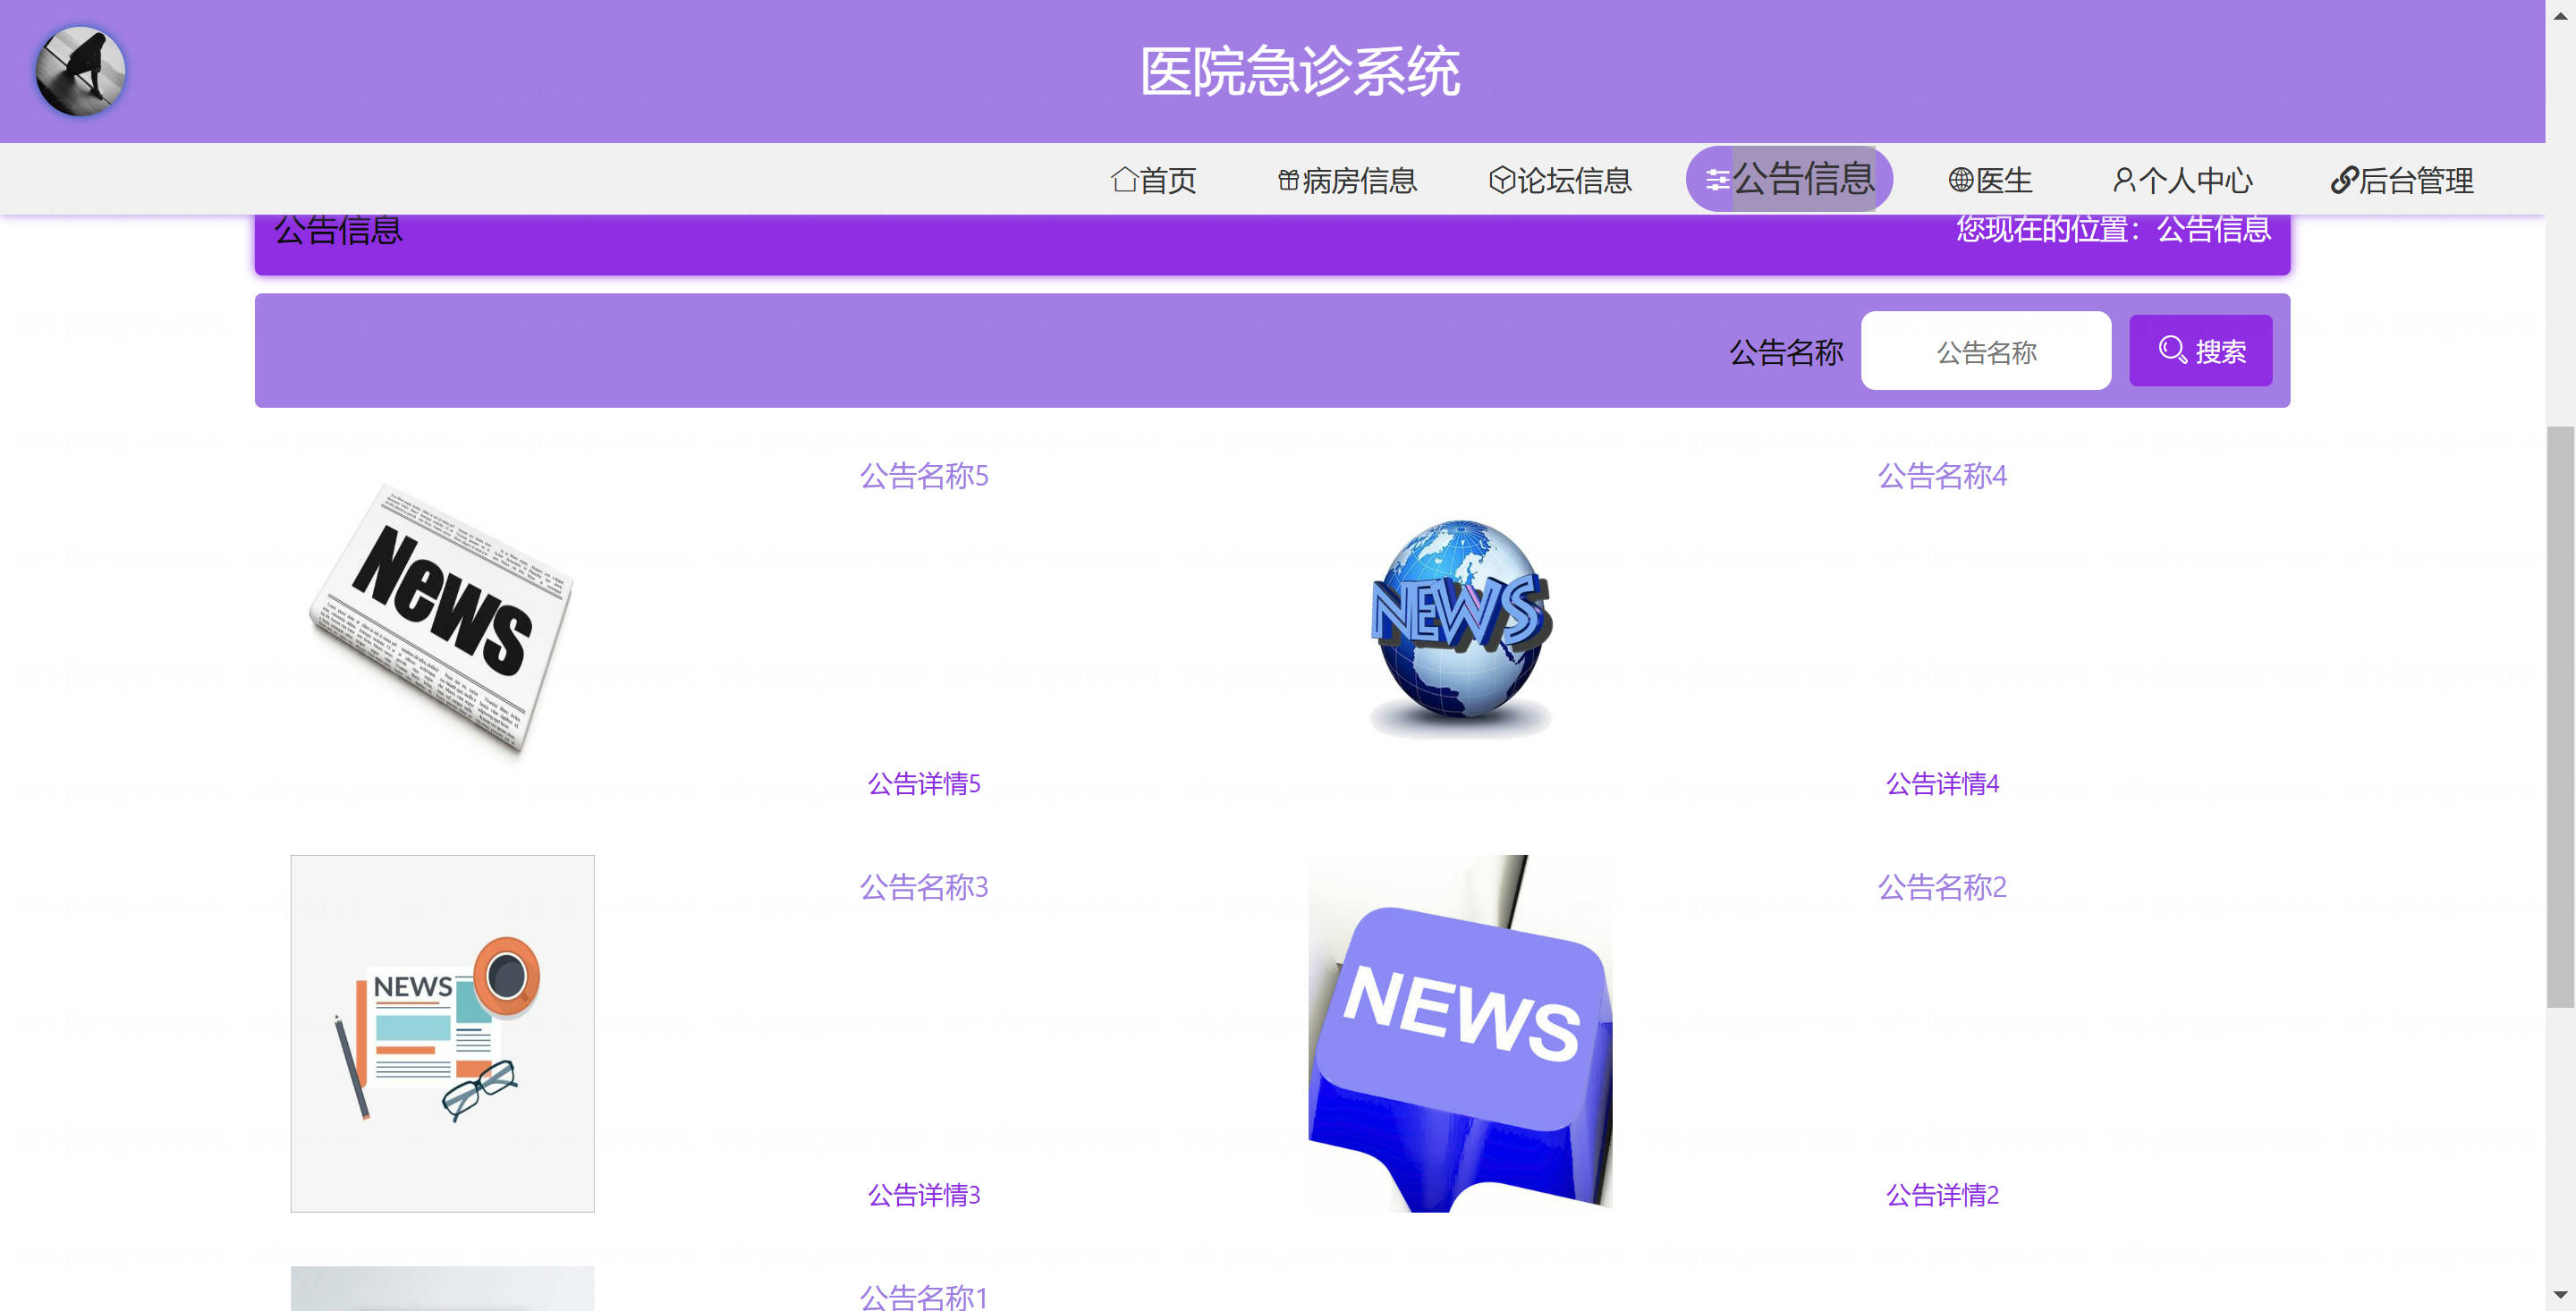 医院急诊系统
首页
病房信息
论坛信息
公告信息
医生
个人中心
后台管理
公告信息
您现在的位置：公告信息
公告名称
公告名称
搜索
公告名称5
公告名称4
News
NEWS
公告详情5
公告详情4
公告名称3
公告名称2
NEWS
NEWS
公告详情3
公告详情2
公告名称1